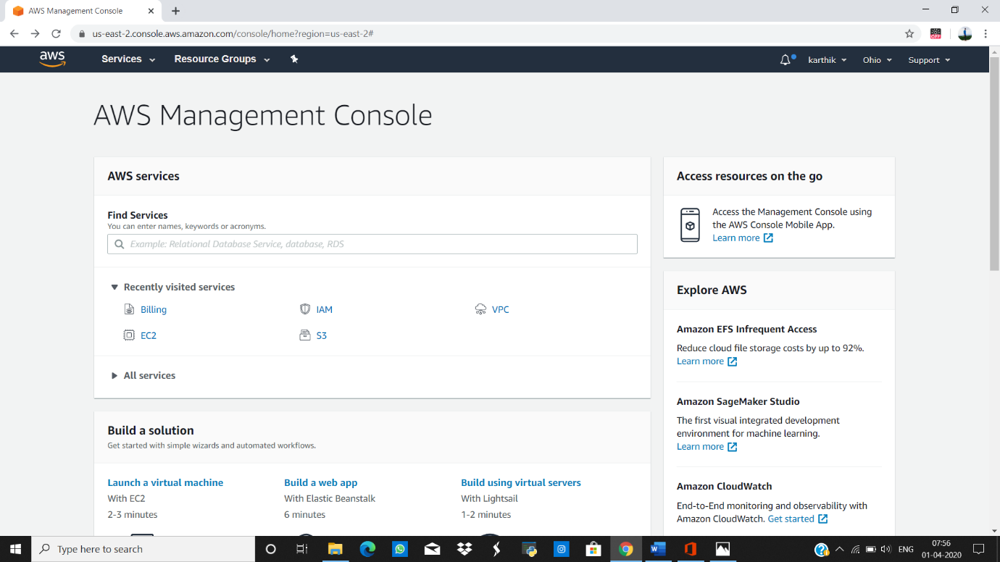 AWS Management Console
us-east-2.console.aws.amazon.com/console/home?region=us-east-2#
OFF
aws Services Resource Groups karthik Ohio Support
AWS Management Console
AWS services
Find Services
You can enter names, keywords or acronyms.
Example: Relational Database Service, database, RDS
Recently visited services
Billing IAM VPC
EC2 S3
All services
Build a solution
Get started with simple wizards and automated workflows.
Launch a virtual machine Build a web app Build using virtual servers
With EC2 With Elastic Beanstalk With Lightsail
2-3 minutes 6 minutes 1-2 minutes
Access resources on the go
Access the Management Console using
the AWS Console Mobile App.
Learn more
Explore AWS
Amazon EFS Infrequent Access
Reduce cloud file storage costs by up to 92%.
Learn more
Amazon SageMaker Studio
The first visual integrated development
environment for machine learning.
Learn more
Amazon CloudWatch
End-to-End monitoring and observability with
Amazon CloudWatch. Get started
Type here to search
ENG
07:56
01-04-2020